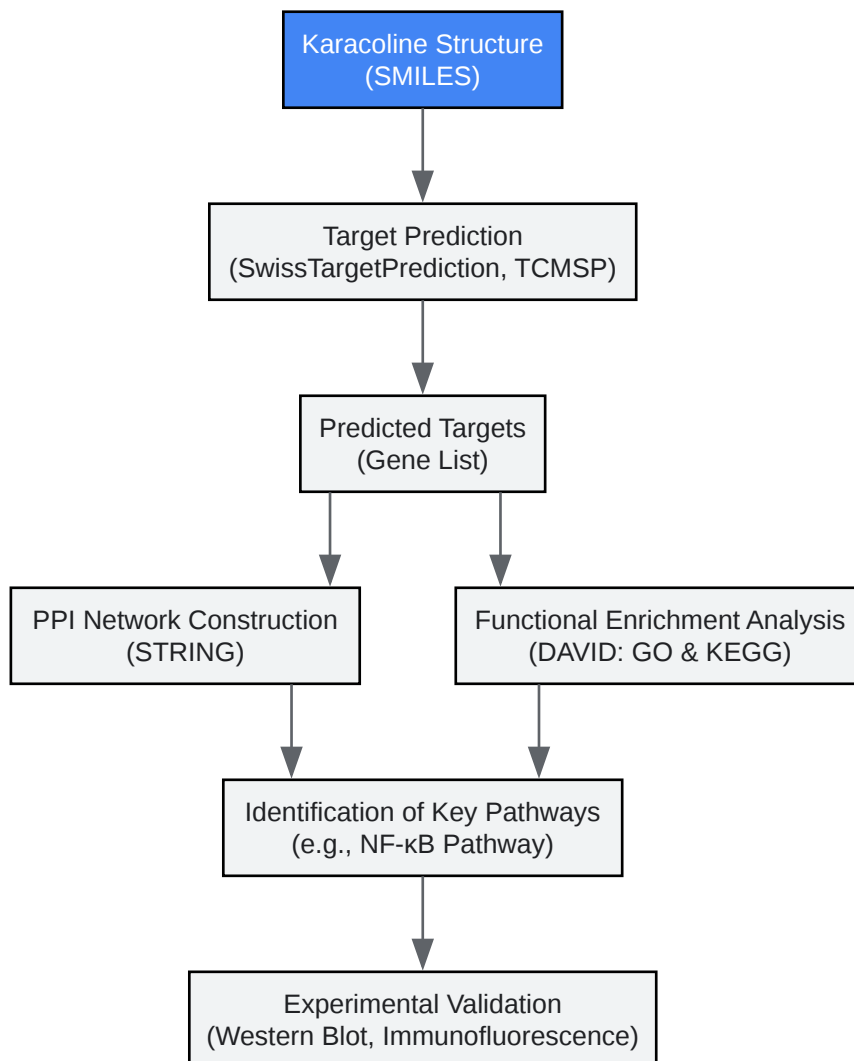 Karacoline Structure
(SMILES)
Target Prediction
(SwissTargetPrediction, TCMSP)
Predicted Targets
(Gene List)
PPI Network Construction
(STRING)
Functional Enrichment Analysis
(DAVID: GO & KEGG)
Identification of Key Pathways
(e.g., NF-κB Pathway)
Experimental Validation
(Western Blot, Immunofluorescence)